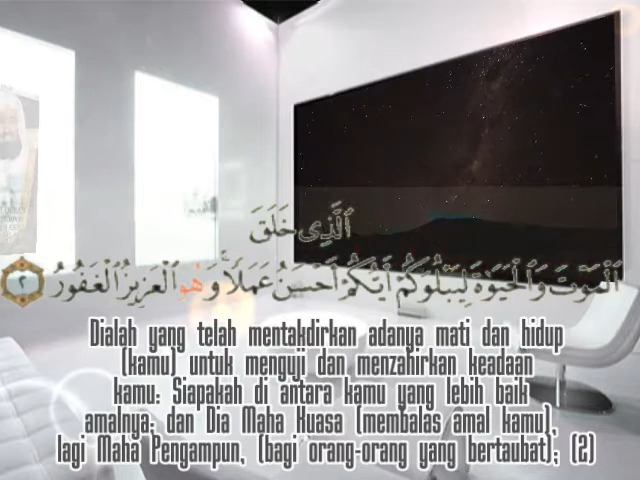 ٱلَّذِى خَلَقَ
ٱلْمَوْتَ وَٱلْحَيَوٰةَ لِيَبْلُوَكُمْ أَيُّكُمْ أَحْسَنُ عَمَلًا ۚ وَهُوَ ٱلْعَزِيزُ ٱلْغَفُورُ ٢
Dialah yang telah mentakdirkan adanya mati dan hidup
(kamu) untuk menguji dan menzahirkan keadaan
kamu: Siapakah di antara kamu yang lebih baik
amalnya; dan Dia Maha Kuasa (membalas amal kamu),
lagi Maha Pengampun, (bagi orang-orang yang bertaubat); (2)